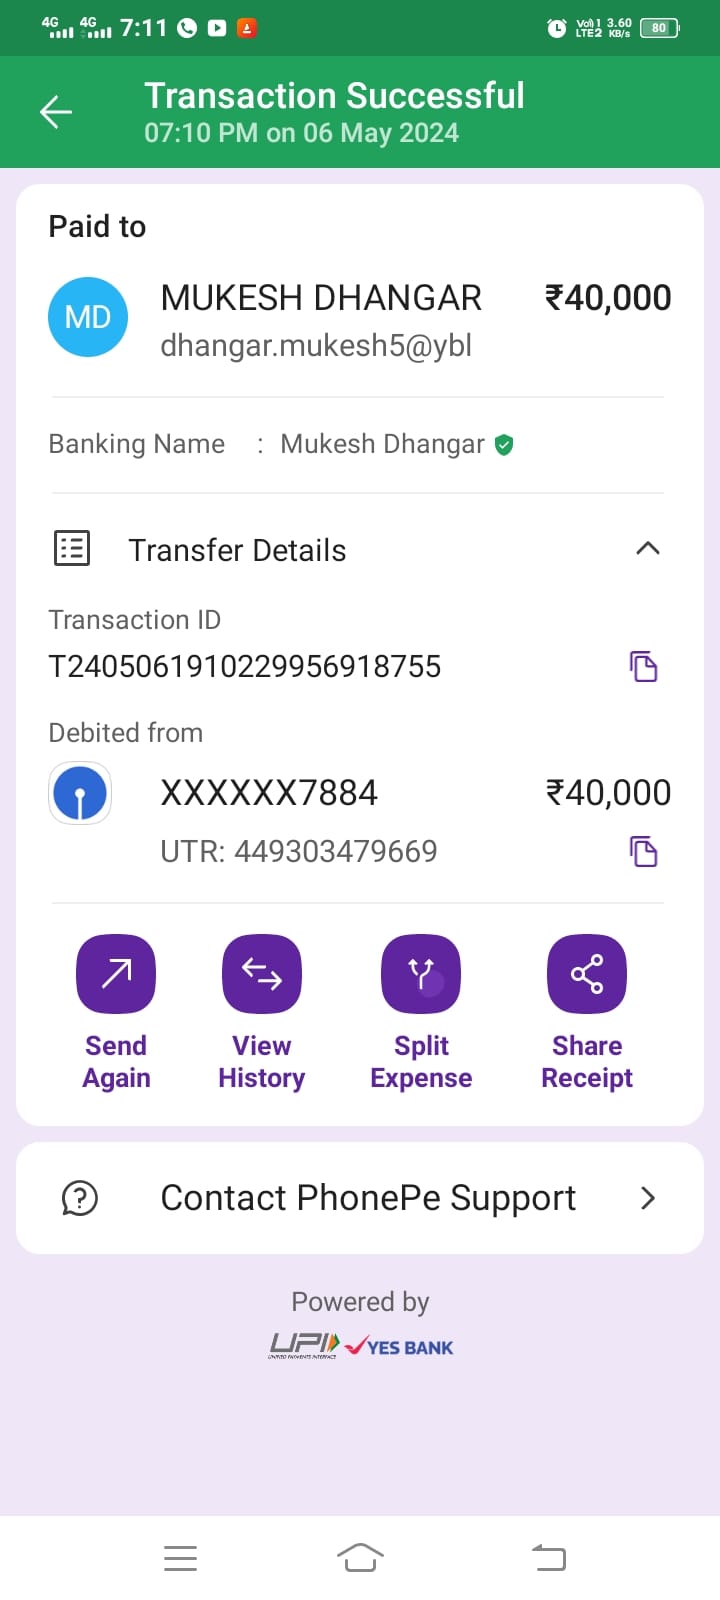 4G 4G 7:11 Vo)) 1 LTE2 3.60 KB/s 80
Transaction Successful
07:10 PM on 06 May 2024
Paid to
MD MUKESH DHANGAR ₹40,000
dhangar.mukesh5@ybl
Banking Name : Mukesh Dhangar
Transfer Details
Transaction ID
T2405061910229956918755
Debited from
XXXXXX7884 ₹40,000
UTR: 449303479669
Send Again
View History
Split Expense
Share Receipt
Contact PhonePe Support
Powered by
UPI YES BANK
UNIFIED PAYMENTS INTERFACE